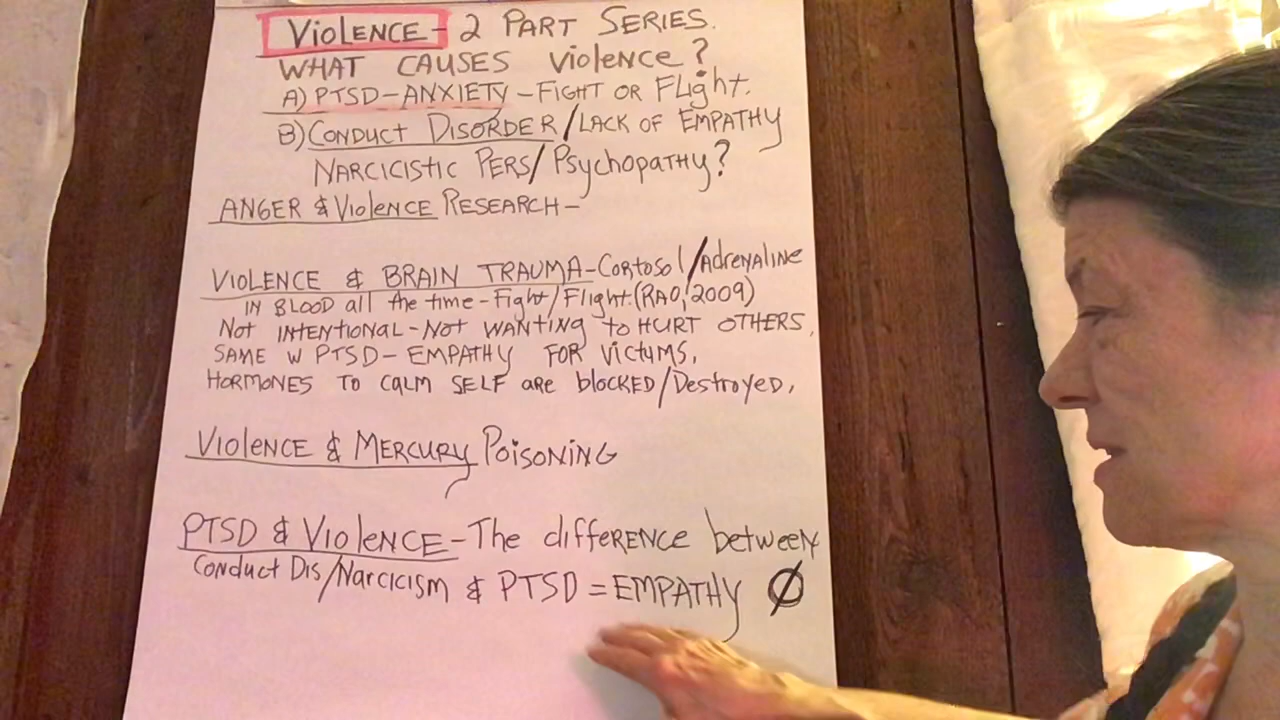 VIOLENCE - 2 PART SERIES.
WHAT CAUSES Violence?
A) PTSD-ANXIETY - FIGHT OR Flight.
B) CONDUCT DISORDER/LACK OF EMPATHY
NARCICISTIC PERS/PSYCHOPATHY?
ANGER & Violence RESEARCH-
VIOLENCE & BRAIN TRAUMA-Cortosol/Adrenaline
IN BLOOD all the time - Fight/Flight.(RAO, 2009)
NOT INTENTIONAL - NOT WANTING TO HURT OTHERS,
SAME W PTSD - EMPATHY FOR VICTUMS.
HORMONES TO CALM SELF ARE blocked/Destroyed,
VIOLENCE & MERCURY POISONING
PTSD & VIOLENCE - The diffERENCE between
Conduct Dis/Narcicism & PTSD = EMPATHY Ø